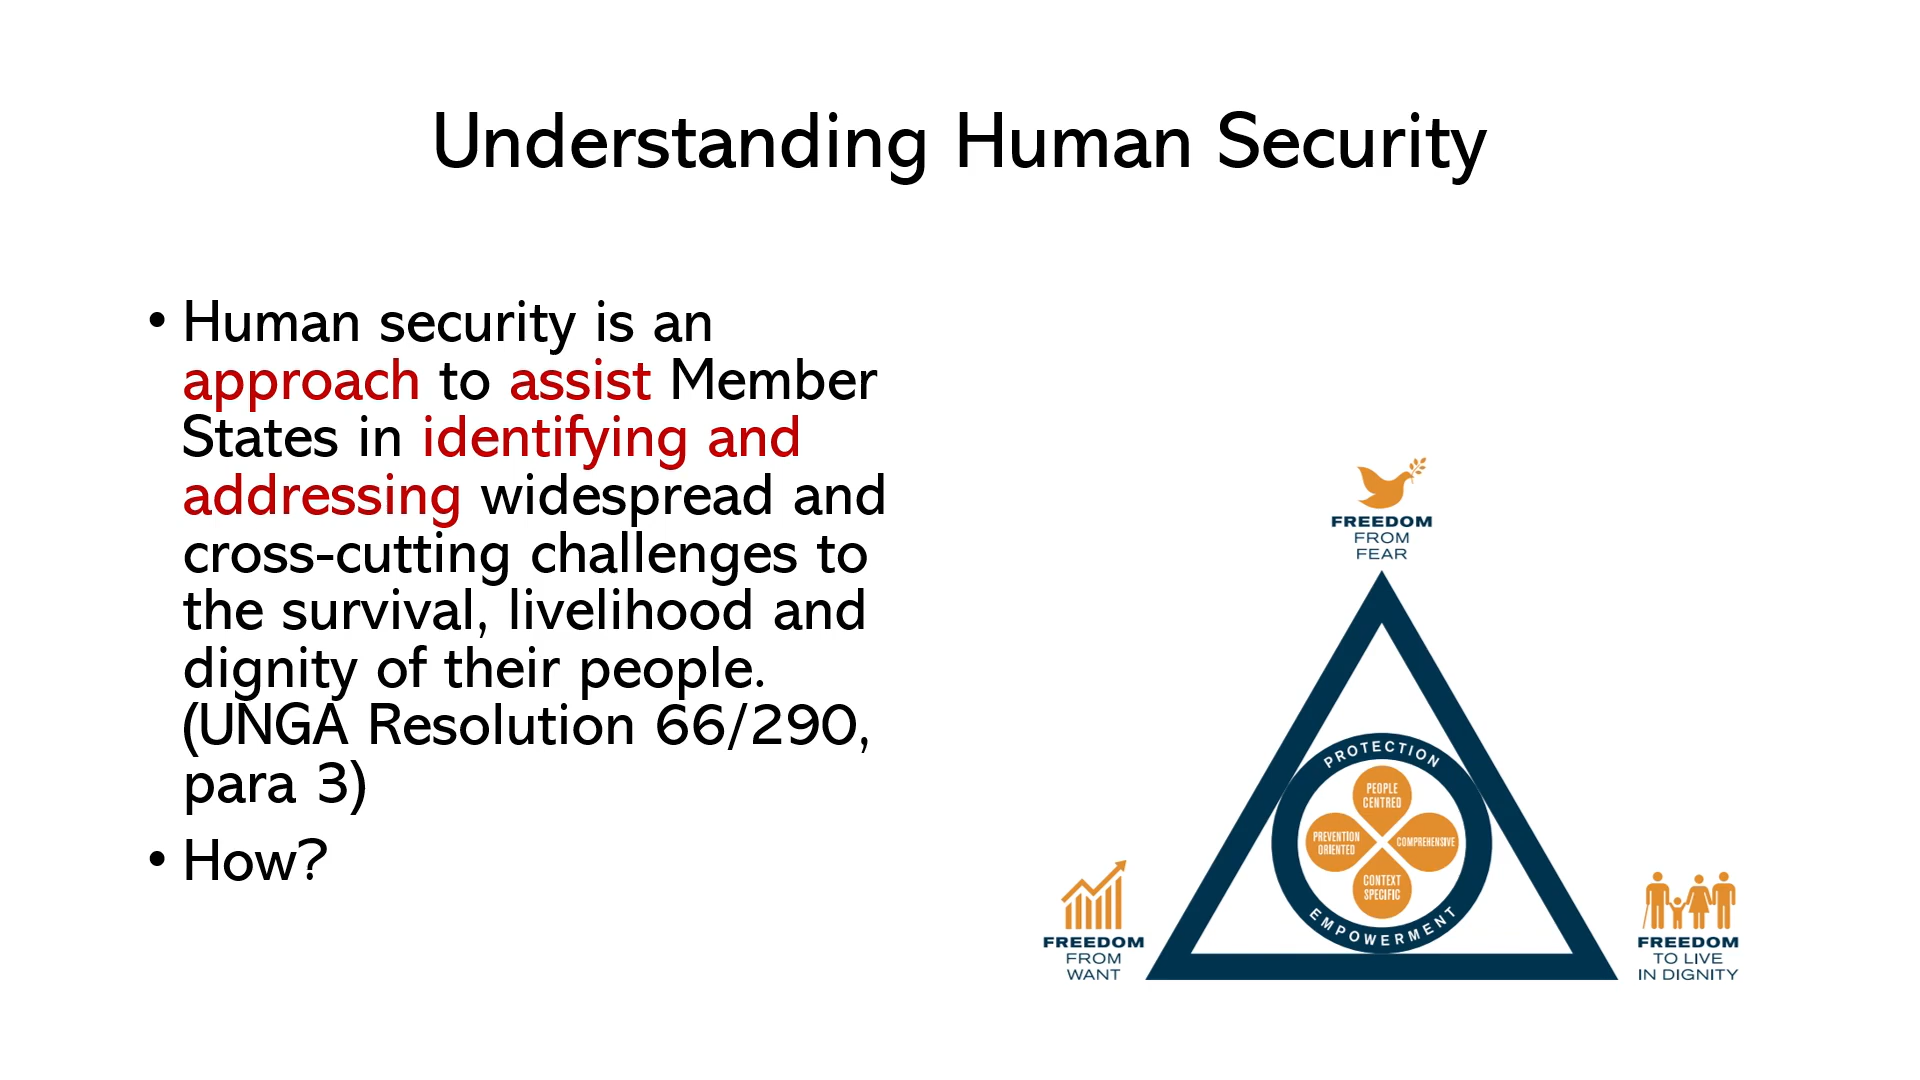 Understanding Human Security
• Human security is an
approach to assist Member
States in identifying and
addressing widespread and
cross-cutting challenges to
the survival, livelihood and
dignity of their people.
(UNGA Resolution 66/290,
para 3)
• How?
FREEDOM
FROM
FEAR
PROTECTION
PEOPLE
CENTRED
PREVENTION
ORIENTED
COMPREHENSIVE
CONTEXT
SPECIFIC
EMPOWERMENT
FREEDOM
FROM
WANT
FREEDOM
TO LIVE
IN DIGNITY